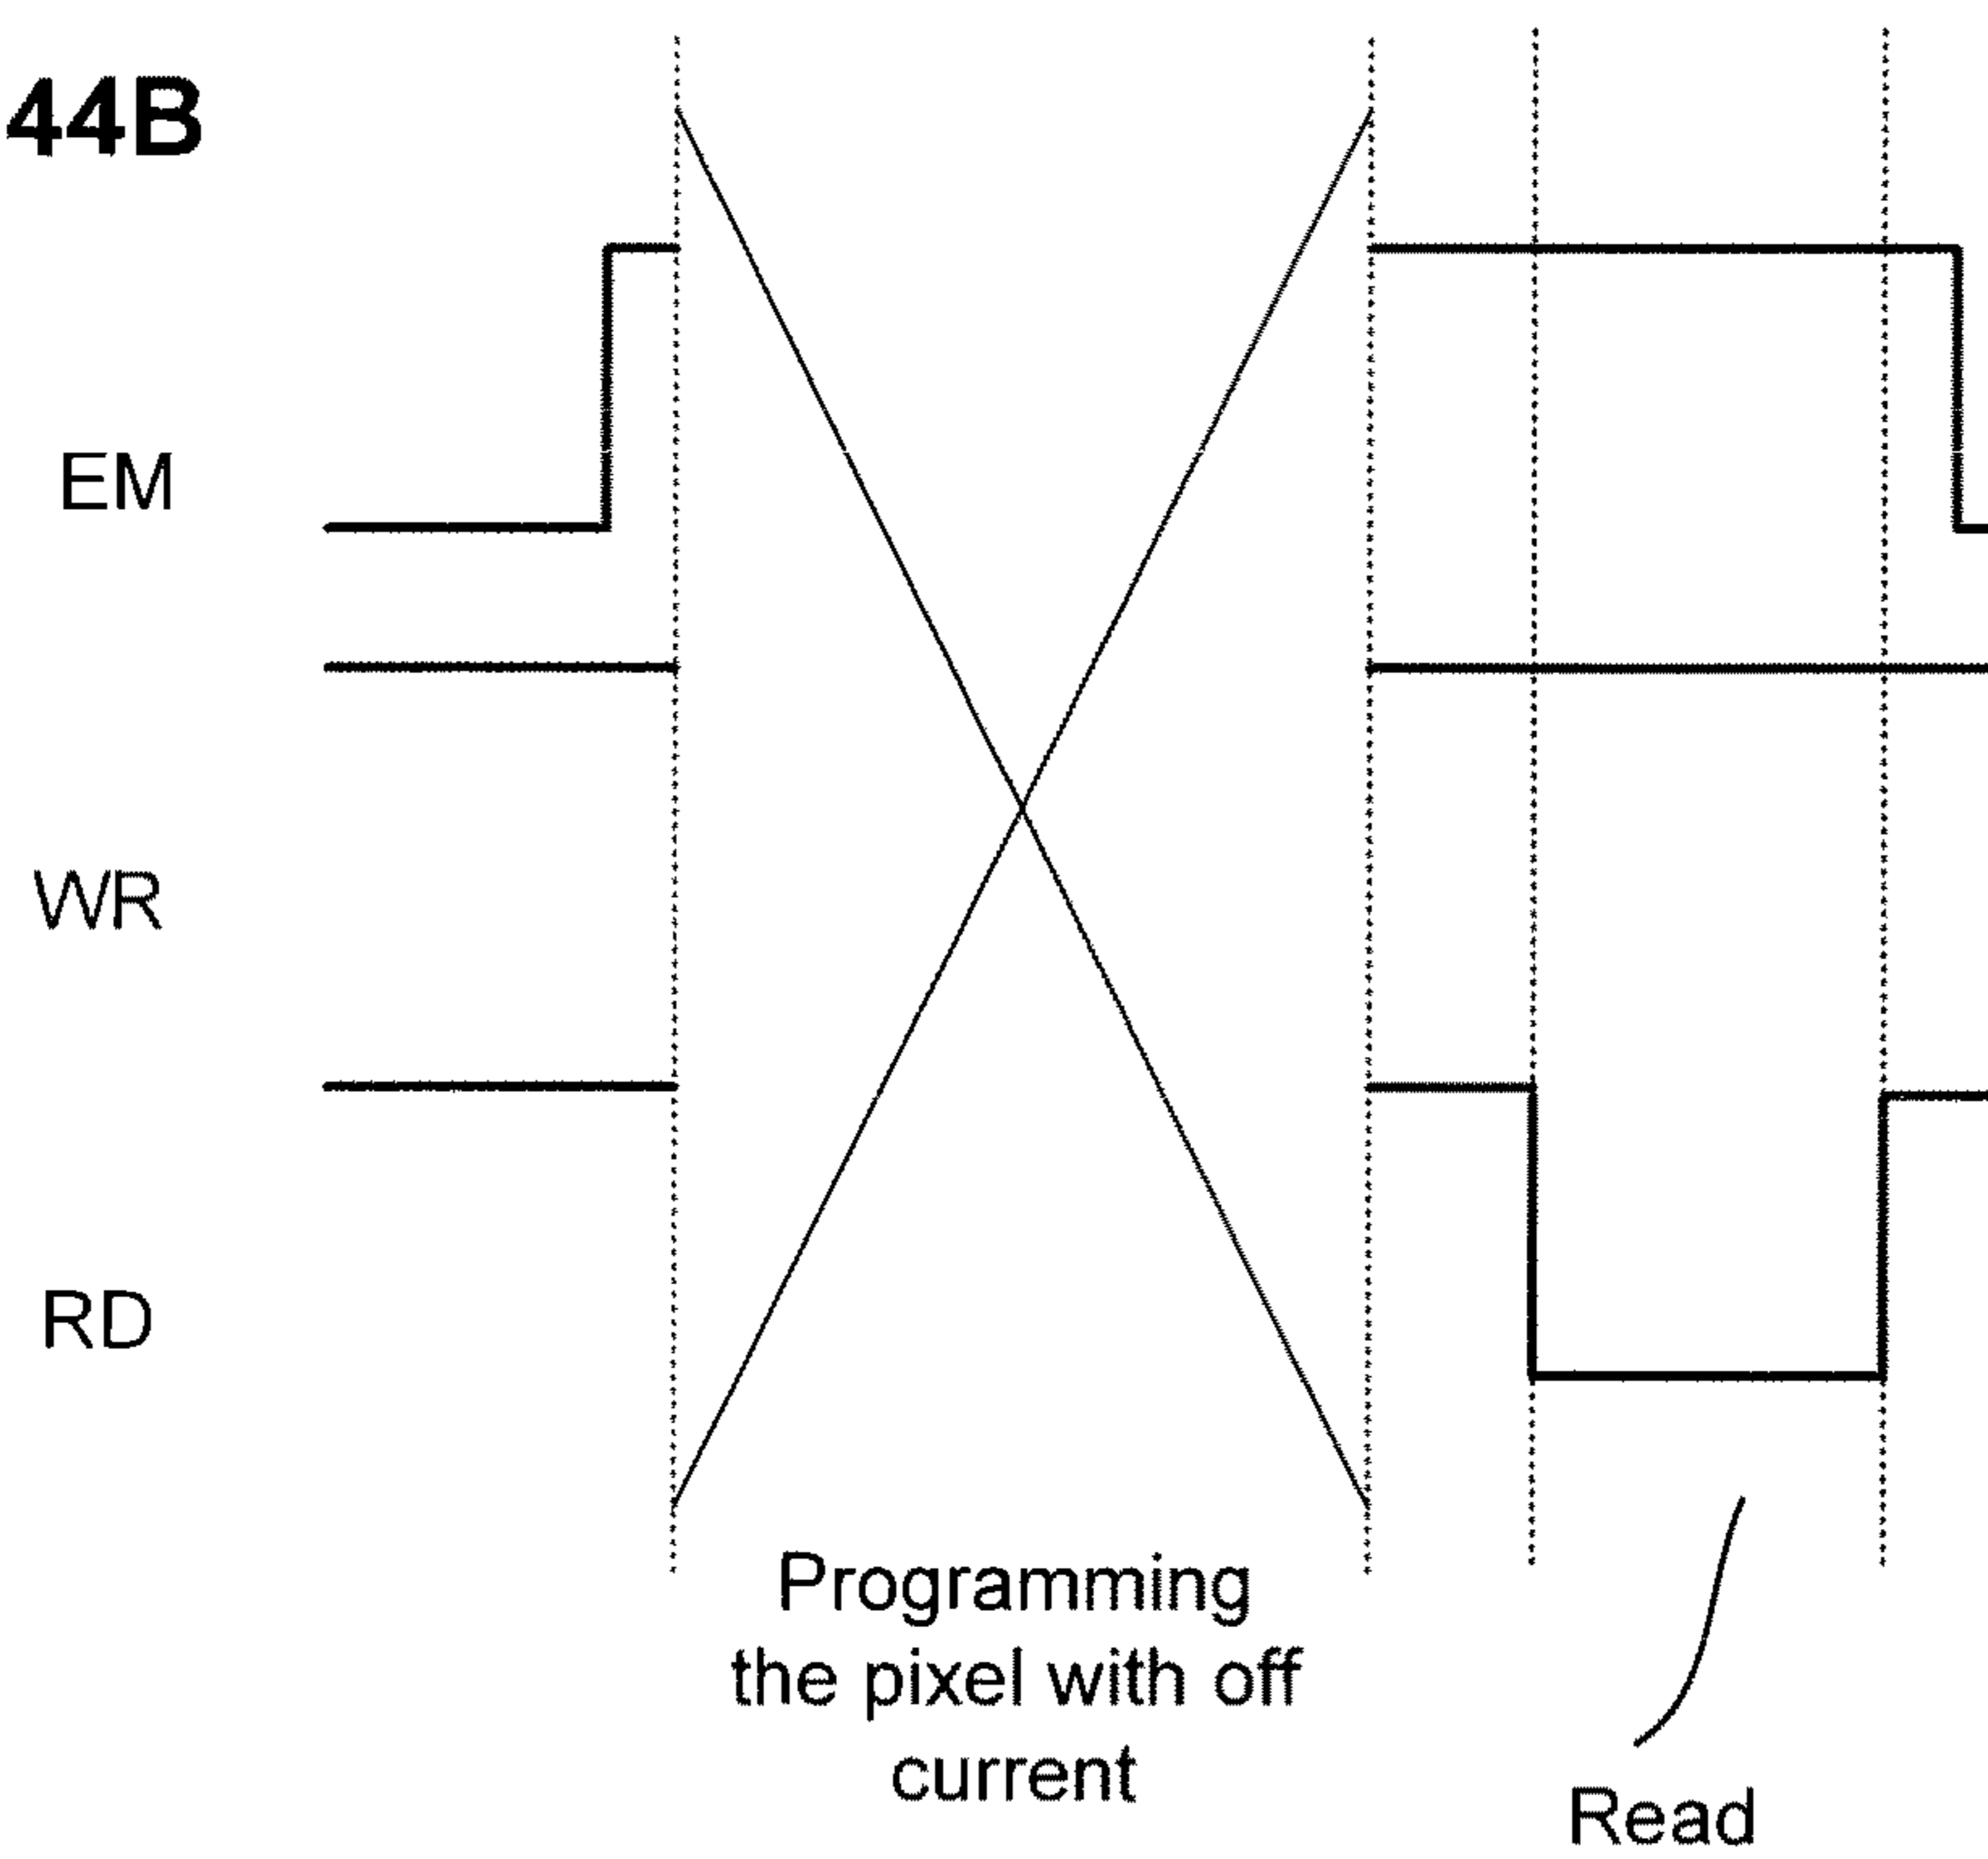 44B
EM
WR
RD
Programming
the pixel with off
current
Read